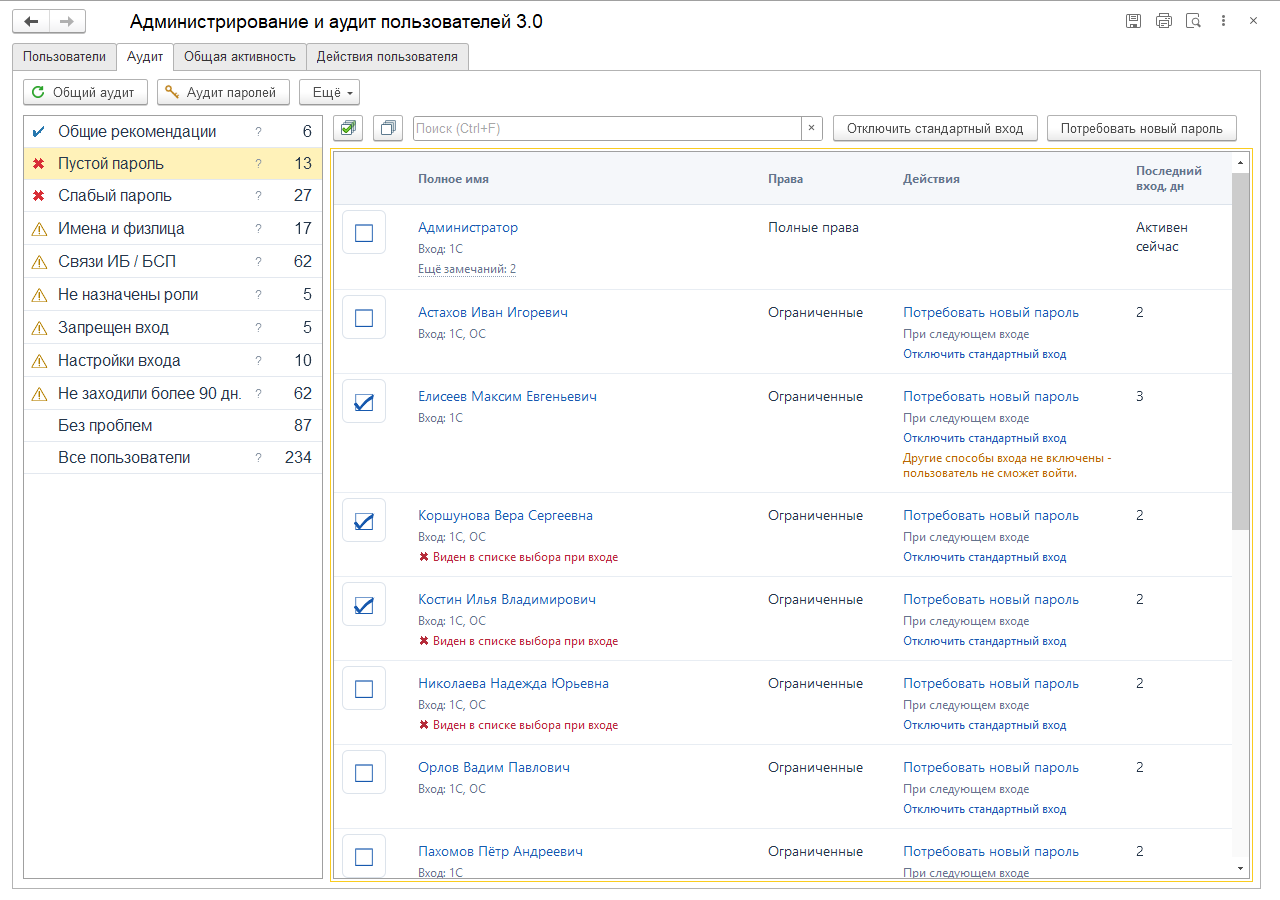 Администрирование и аудит пользователей 3.0
Пользователи Аудит Общая активность Действия пользователя
Общий аудит Аудит паролей Ещё
Общие рекомендации ? 6
Пустой пароль ? 13
Слабый пароль ? 27
Имена и физлица ? 17
Связи ИБ / БСП ? 62
Не назначены роли ? 5
Запрещен вход ? 5
Настройки входа ? 10
Не заходили более 90 дн. ? 62
Без проблем 87
Все пользователи ? 234
Поиск (Ctrl+F) × Отключить стандартный вход Потребовать новый пароль
Полное имя Права Действия Последний
вход, дн
Администратор Полные права Активен
сейчас
Вход: 1С
Ещё замечаний: 2
Астахов Иван Игоревич Ограниченные Потребовать новый пароль 2
Вход: 1С, ОС При следующем входе
Отключить стандартный вход
Елисеев Максим Евгеньевич Ограниченные Потребовать новый пароль 3
Вход: 1С При следующем входе
Отключить стандартный вход
Другие способы входа не включены -
пользователь не сможет войти.
Коршунова Вера Сергеевна Ограниченные Потребовать новый пароль 2
Вход: 1С, ОС При следующем входе
Виден в списке выбора при входе Отключить стандартный вход
Костин Илья Владимирович Ограниченные Потребовать новый пароль 2
Вход: 1С, ОС При следующем входе
Виден в списке выбора при входе Отключить стандартный вход
Николаева Надежда Юрьевна Ограниченные Потребовать новый пароль 2
Вход: 1С, ОС При следующем входе
Виден в списке выбора при входе Отключить стандартный вход
Орлов Вадим Павлович Ограниченные Потребовать новый пароль 2
Вход: 1С, ОС При следующем входе
Отключить стандартный вход
Пахомов Пётр Андреевич Ограниченные Потребовать новый пароль 2
Вход: 1С При следующем входе